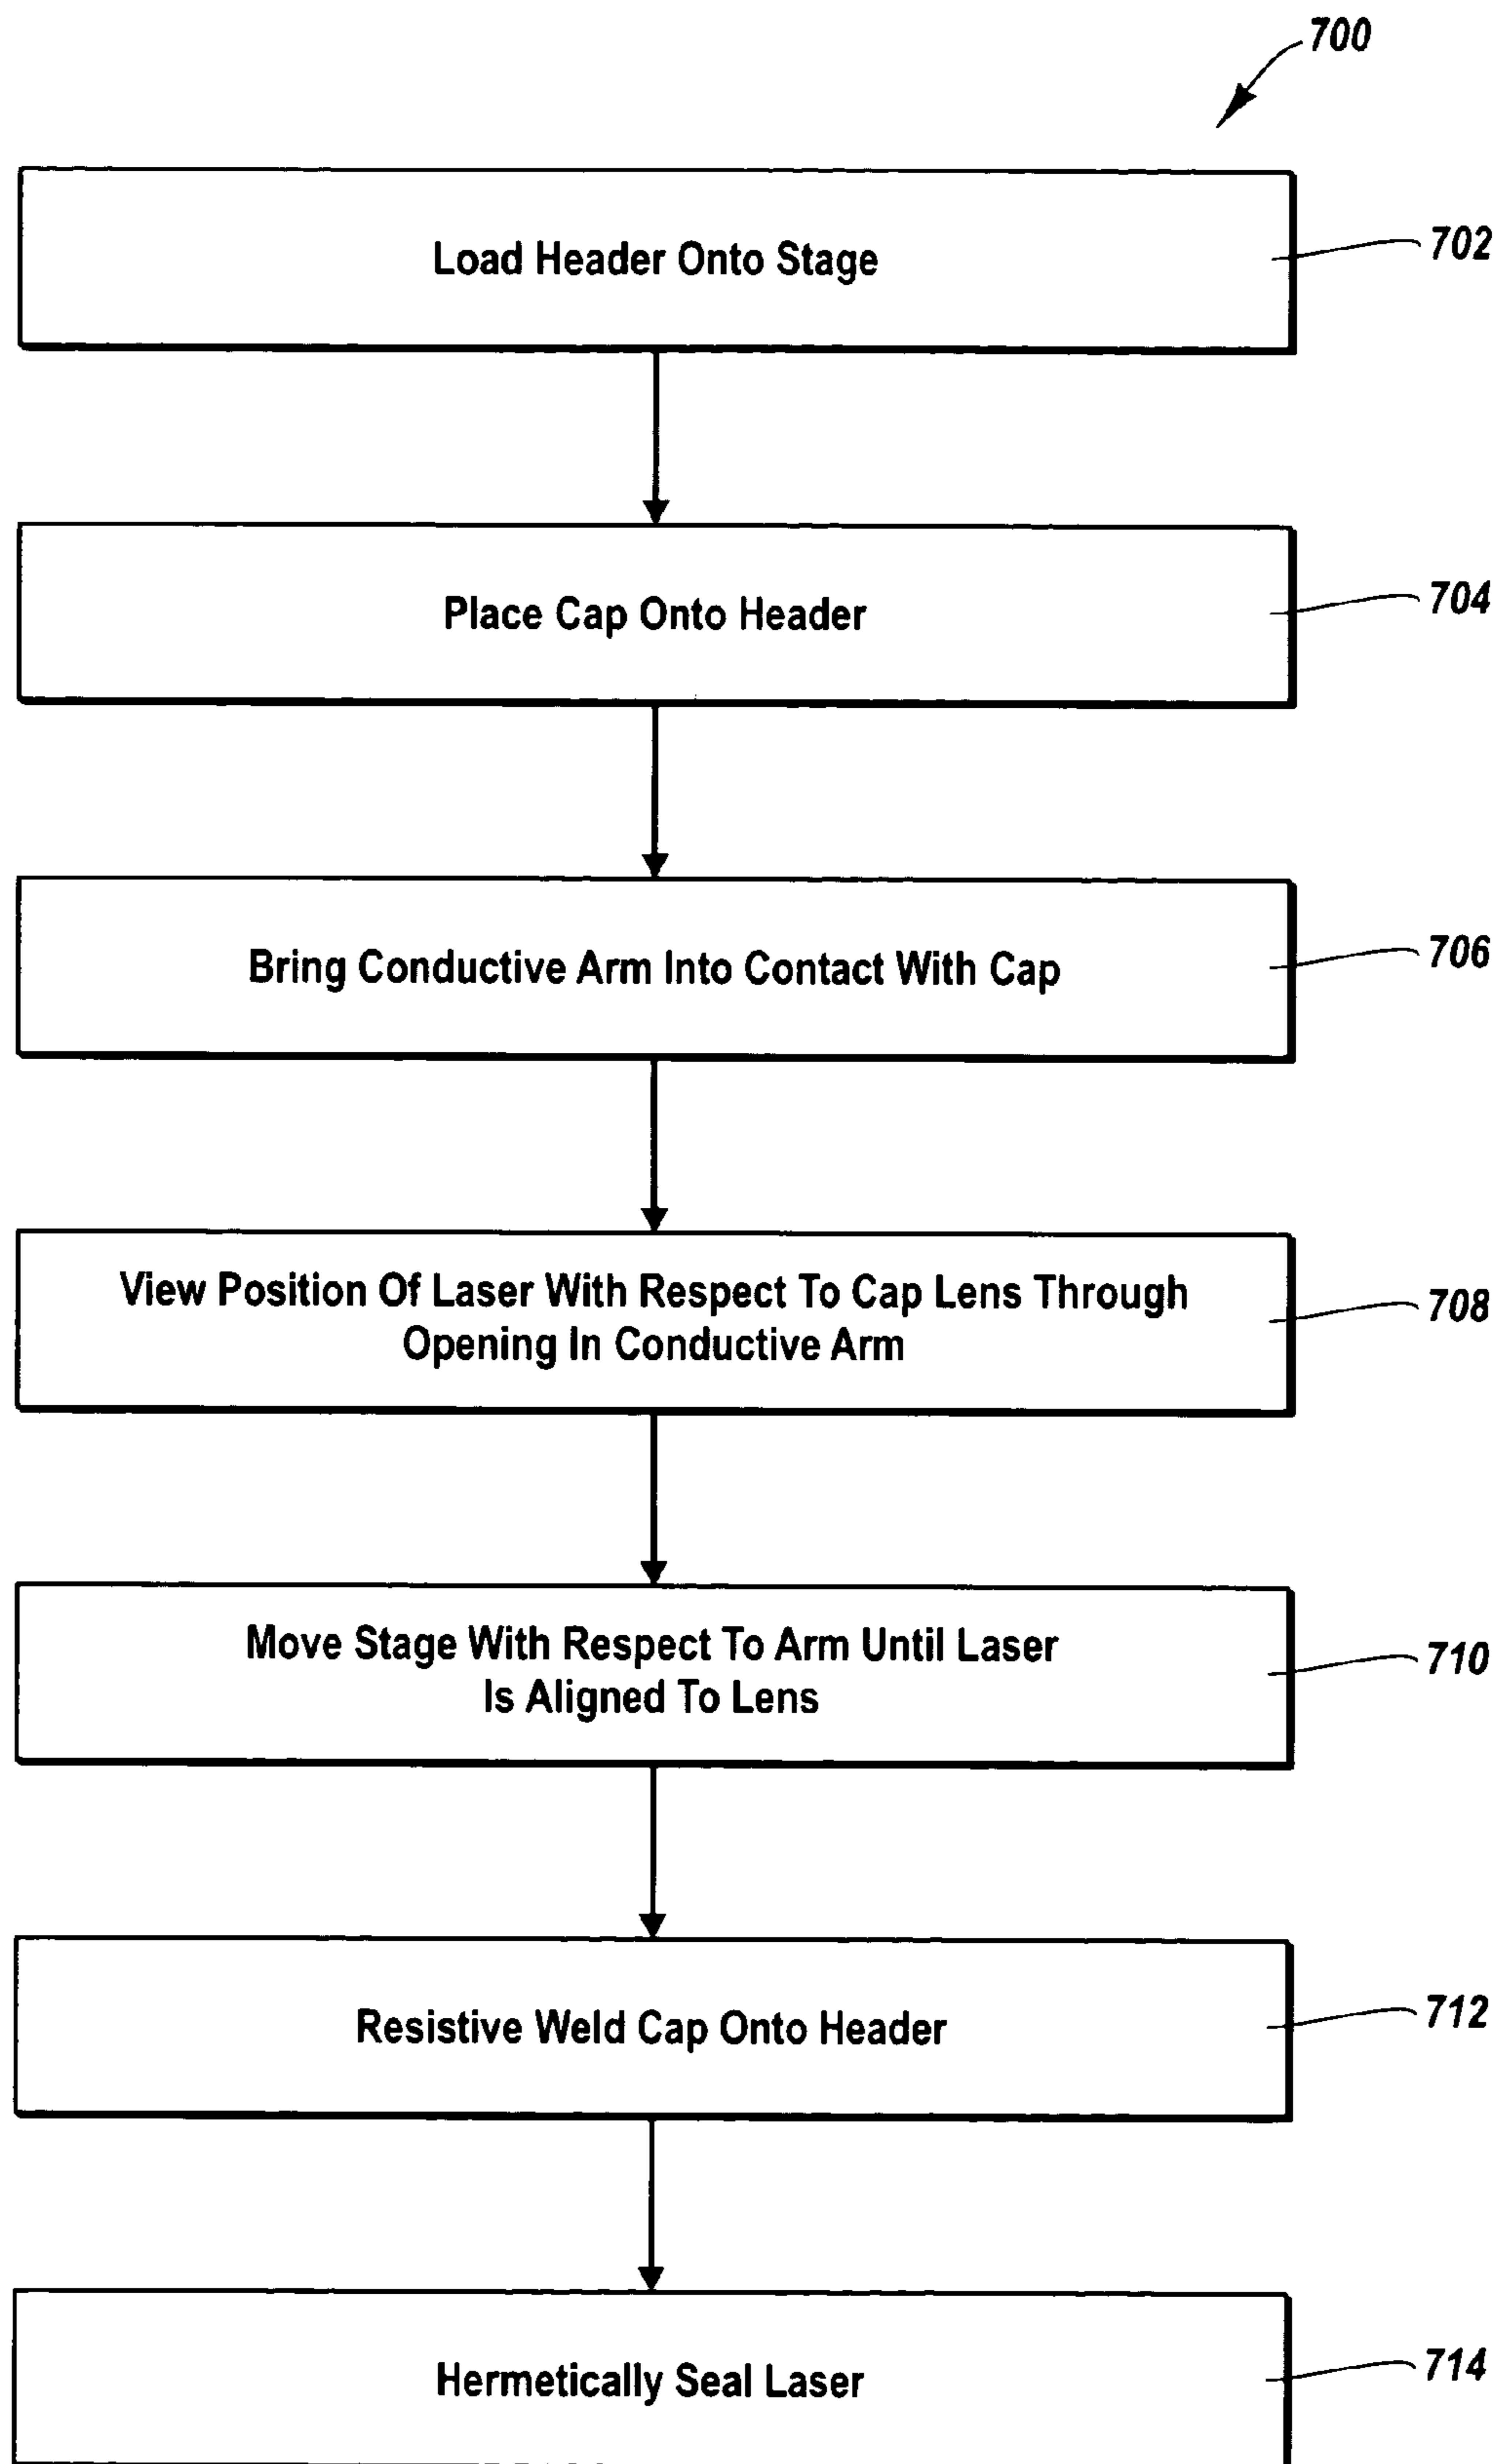 700
Load Header Onto Stage
702
Place Cap Onto Header
704
Bring Conductive Arm Into Contact With Cap
706
View Position Of Laser With Respect To Cap Lens Through
Opening In Conductive Arm
708
Move Stage With Respect To Arm Until Laser
Is Aligned To Lens
710
Resistive Weld Cap Onto Header
712
Hermetically Seal Laser
714